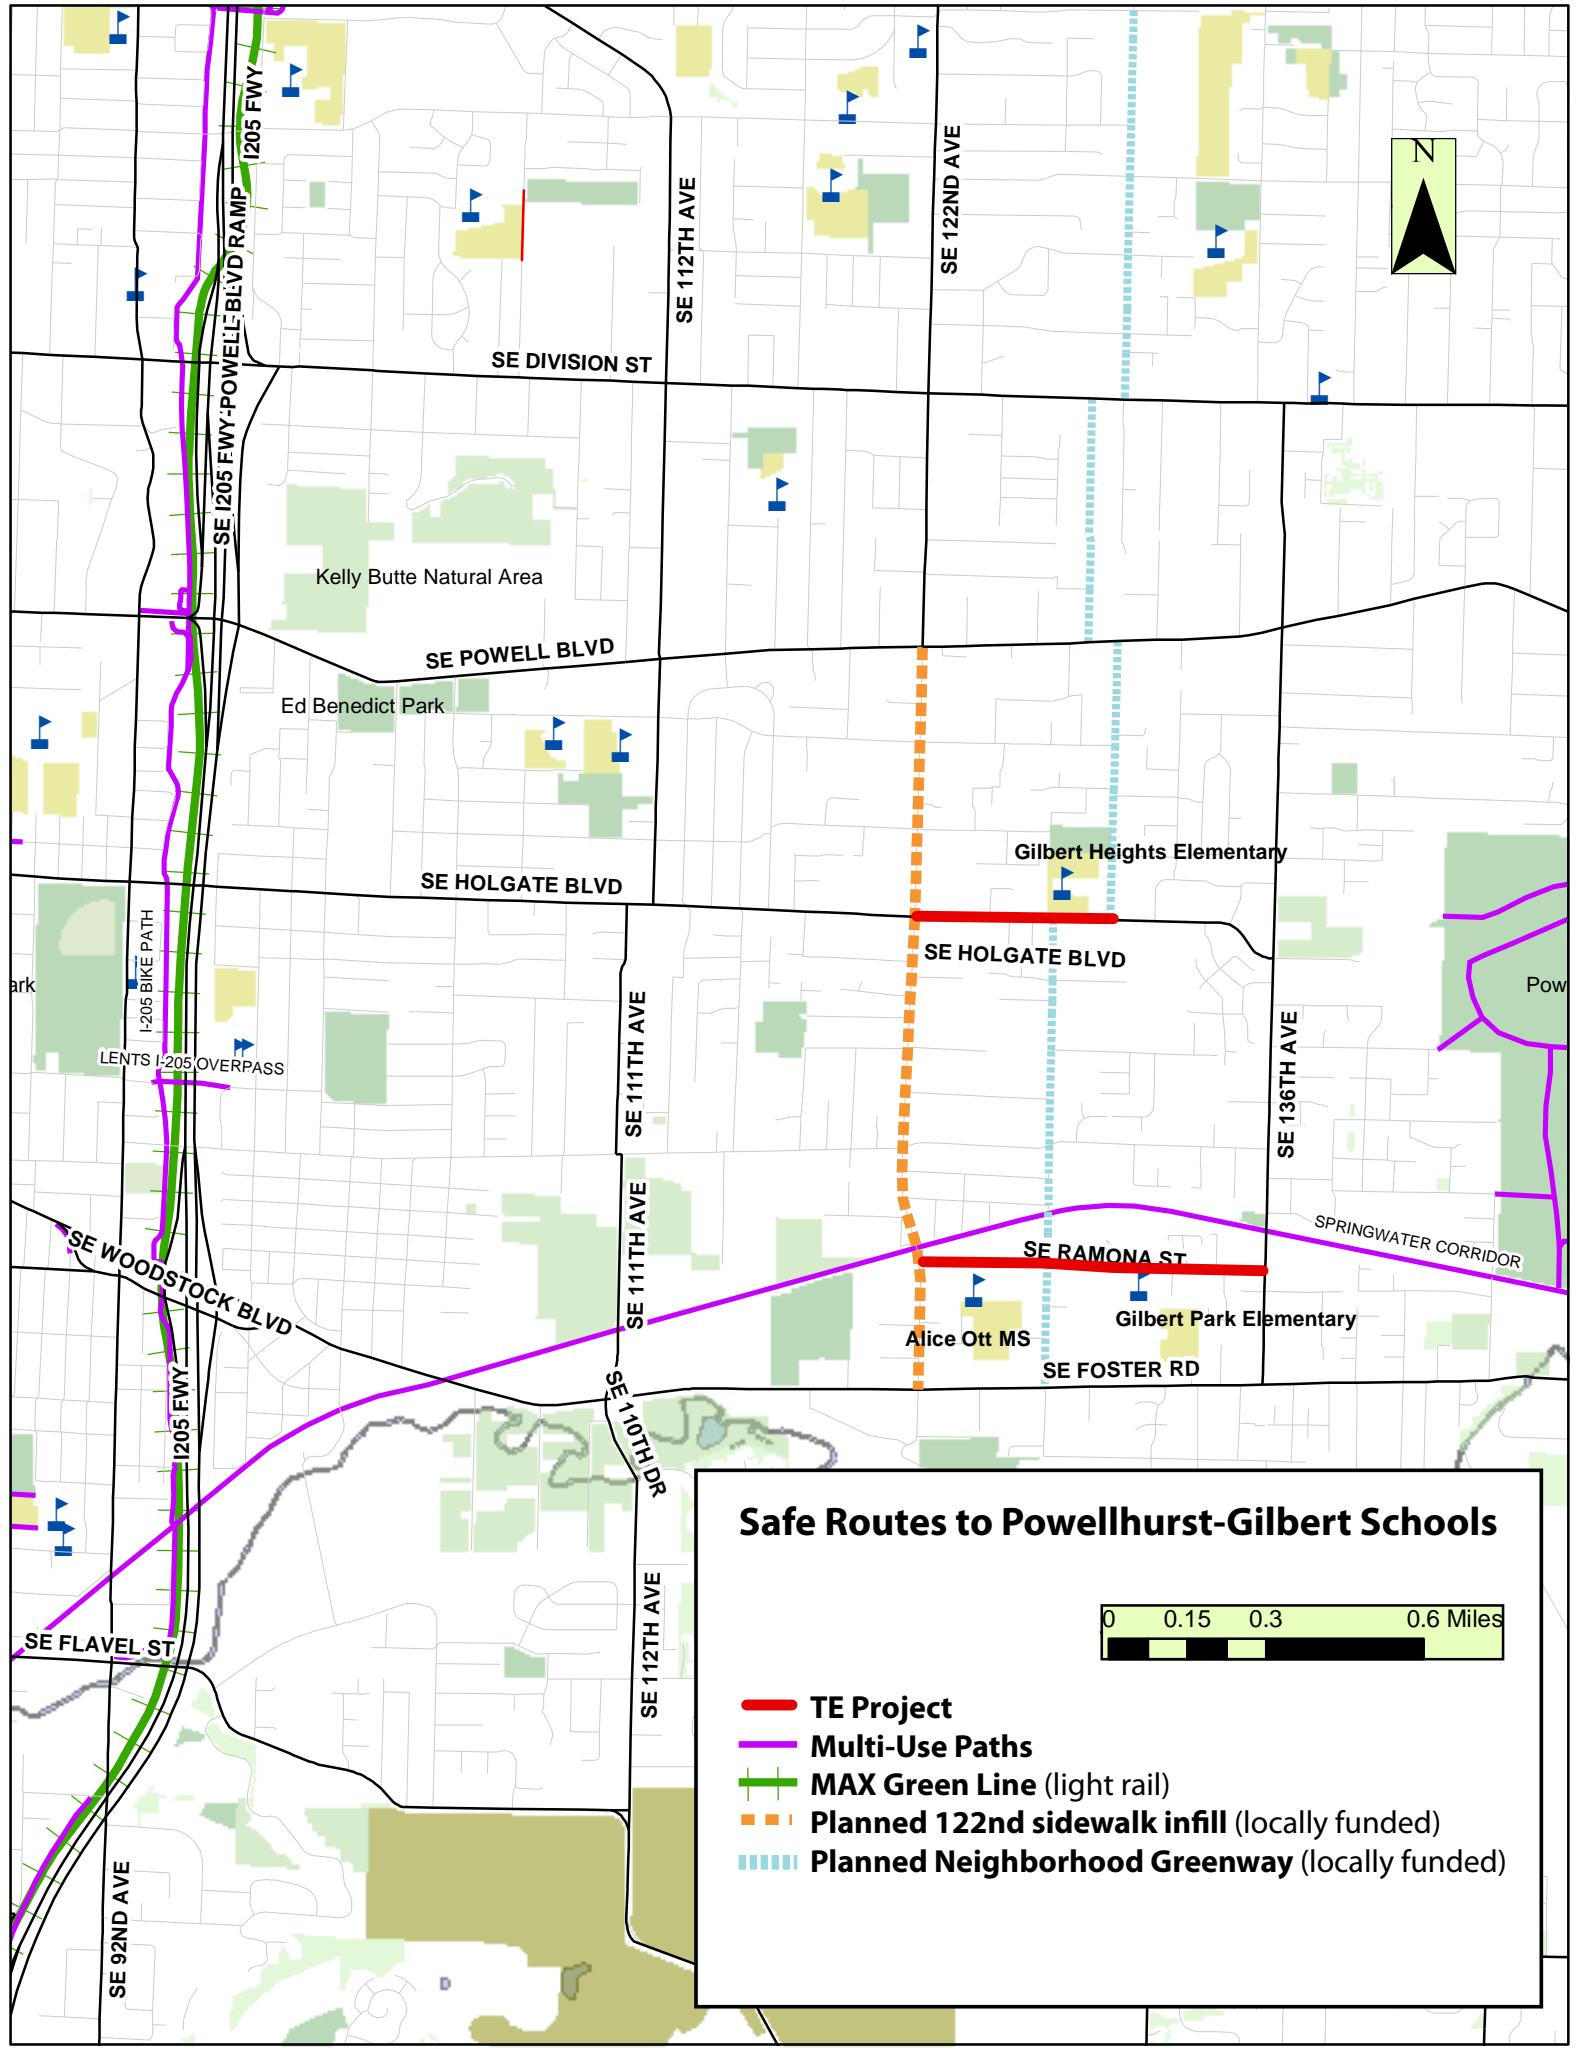 N
I205 FWY
SE I205 FWY-POWELL BLVD RAMP
SE 112TH AVE
SE 122ND AVE
SE DIVISION ST
Kelly Butte Natural Area
SE POWELL BLVD
Ed Benedict Park
Gilbert Heights Elementary
SE HOLGATE BLVD
SE HOLGATE BLVD
ark
I-205 BIKE PATH
Pow
LENTS I-205 OVERPASS
SE 111TH AVE
SE 136TH AVE
SE 111TH AVE
SPRINGWATER CORRIDOR
SE WOODSTOCK BLVD
SE RAMONA ST
Gilbert Park Elementary
Alice Ott MS
SE FOSTER RD
I205 FWY
SE 110TH DR
SE 112TH AVE
SE FLAVEL ST
SE 92ND AVE
Safe Routes to Powellhurst-Gilbert Schools
0 0.15 0.3 0.6 Miles
TE Project
Multi-Use Paths
MAX Green Line (light rail)
Planned 122nd sidewalk infill (locally funded)
Planned Neighborhood Greenway (locally funded)